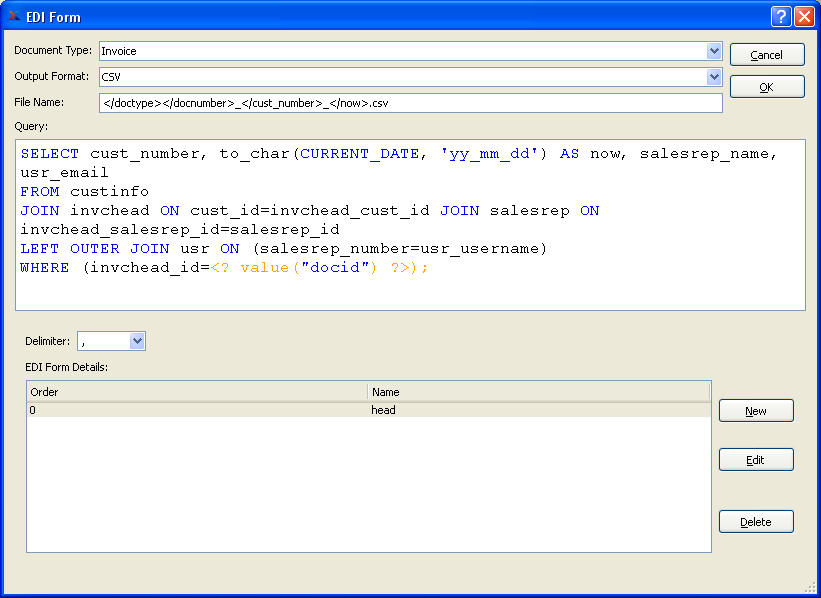 EDI Form
Document Type: Invoice
Cancel
Output Format: CSV
OK
File Name: </doctype></docnumber>_</cust_number>_</now>.csv
Query:
SELECT cust_number, to_char(CURRENT_DATE, 'yy_mm_dd') AS now, salesrep_name,
usr_email
FROM custinfo
JOIN invchead ON cust_id=invchead_cust_id JOIN salesrep ON
invchead_salesrep_id=salesrep_id
LEFT OUTER JOIN usr ON (salesrep_number=usr_username)
WHERE (invchead_id=<? value("docid") ?>);
Delimiter: ,
EDI Form Details:
Order Name
0 head
New
Edit
Delete